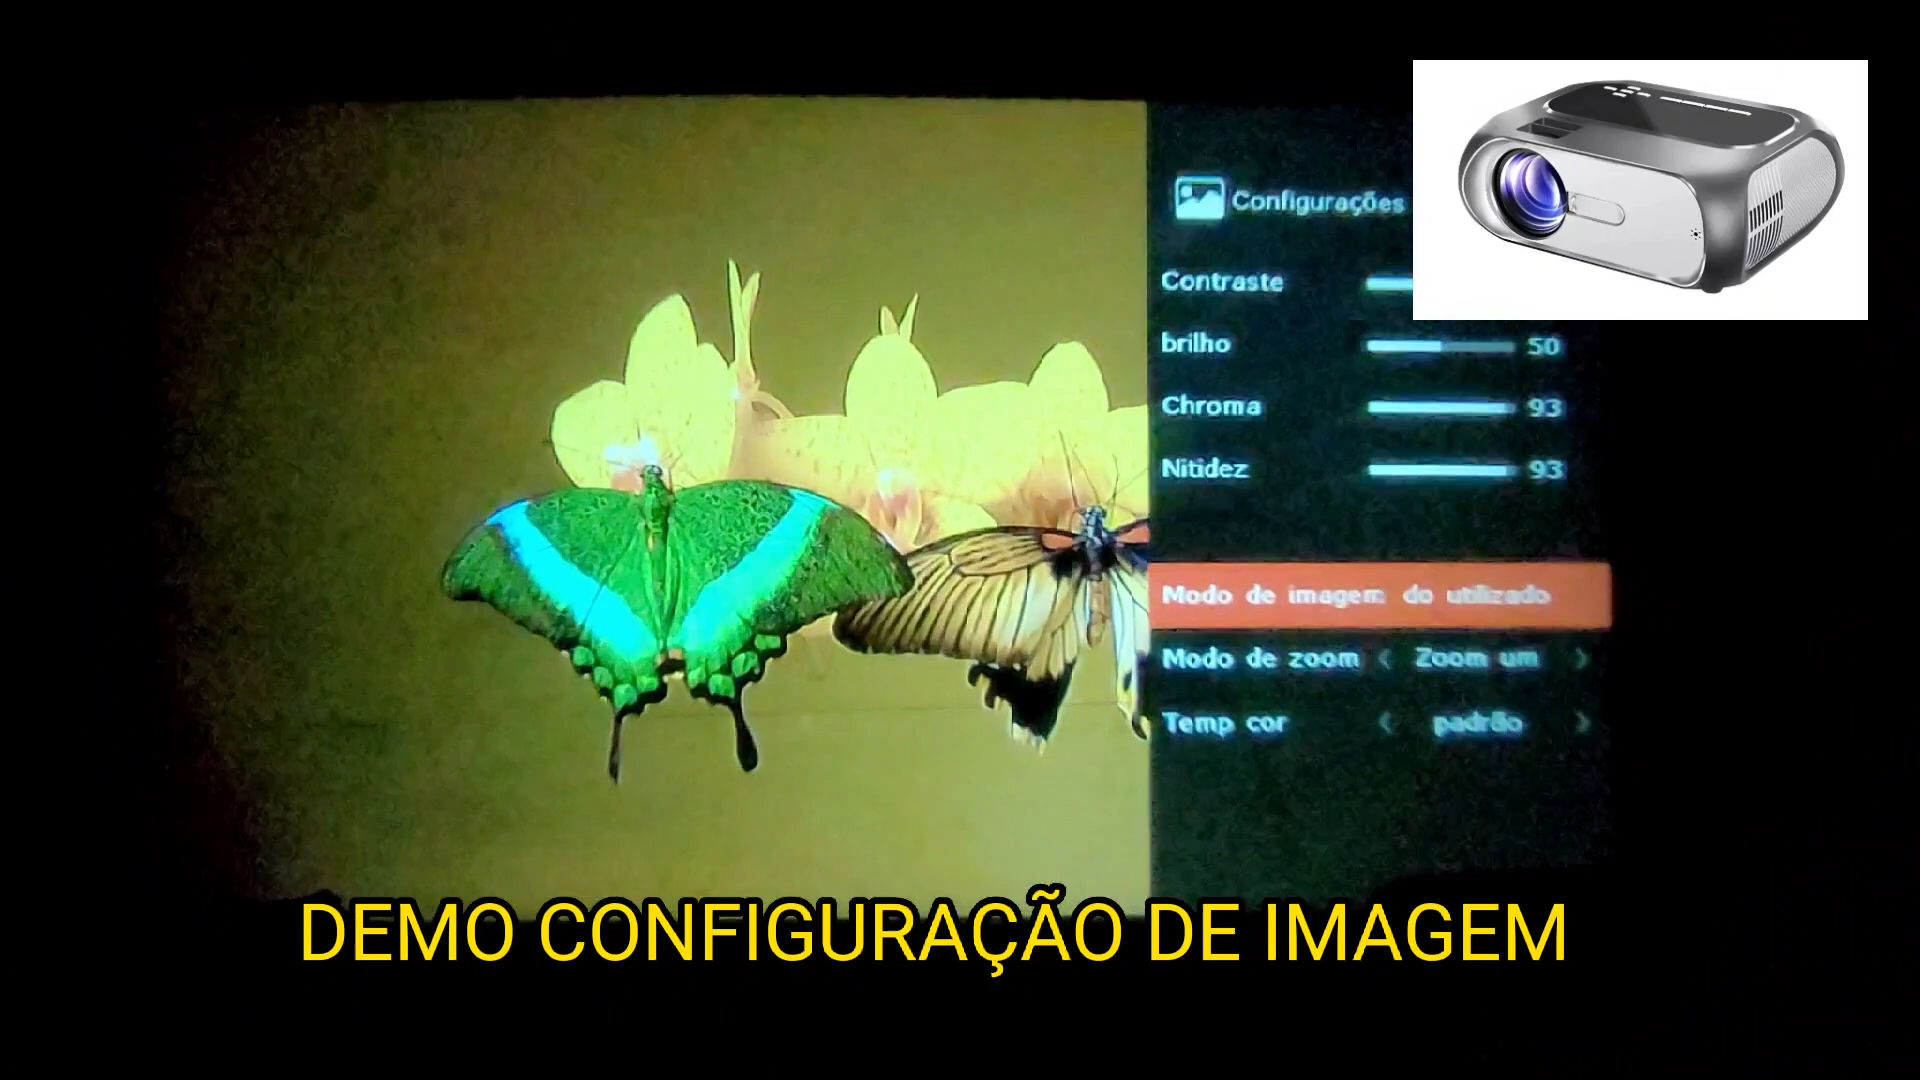 Configurações
Contraste
brilho 50
Chroma 93
Nitidez 93
Modo de imagem do utilizado
Modo de zoom < Zoom um >
Temp cor < padrão >
DEMO CONFIGURAÇÃO DE IMAGEM